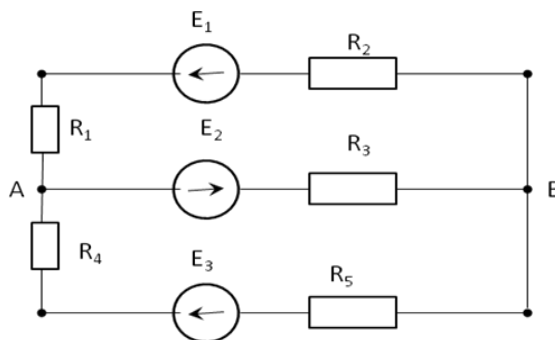 E₁
R₂
R₁
E₂
R₃
A
B
R₄
E₃
R₅